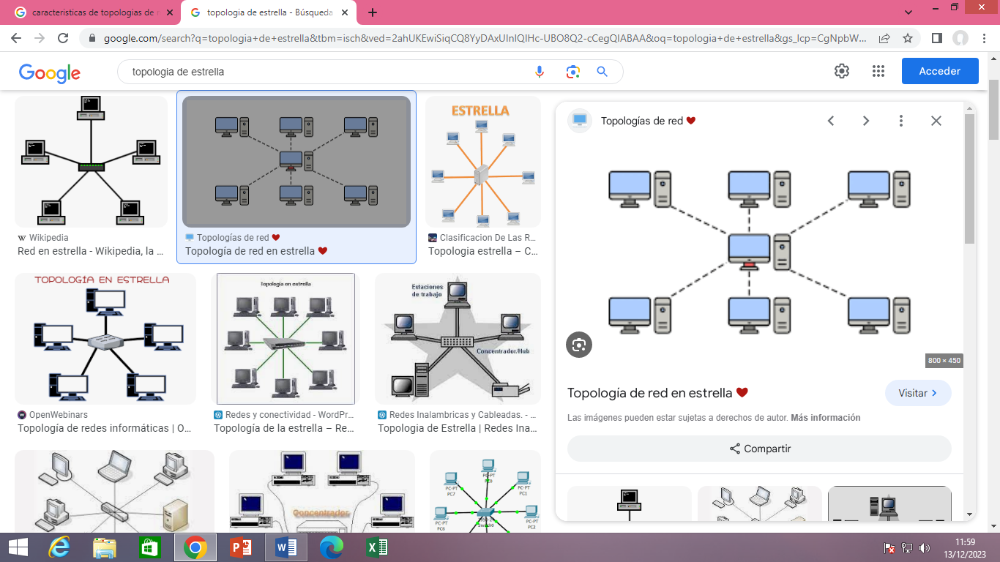 caracteristicas de topologias de r
topologia de estrella - Búsqueda
google.com/search?q=topologia+de+estrella&tbm=isch&ved=2ahUKEwiSiqCQ8YyDAxUInIQIHc-UBO8Q2-cCegQIABAA&oq=topologia+de+estrella&gs_lcp=CgNpbW...
Google
topologia de estrella
Acceder
Wikipedia
Red en estrella - Wikipedia, la ...
Topologías de red
Topología de red en estrella
ESTRELLA
Clasificacion De Las R...
Topologia estrella – C...
Topologías de red
800 × 450
Topología de red en estrella
Visitar
Las imágenes pueden estar sujetas a derechos de autor. Más información
Compartir
TOPOLOGÍA EN ESTRELLA
OpenWebinars
Topología de redes informáticas | O...
Topología en estrella
Redes y conectividad - WordPr...
Topología de la estrella – Re...
Estaciones
de trabajo
Concentrador/Hub
Redes Inalambricas y Cableadas. - ...
Topologia de Estrella | Redes Ina...
Concentrador
PC-PT
PC0
PC-PT
PC7
PC-PT
PC1
PC-PT
PC6
PC-PT
PC2
Switch0
11:59
13/12/2023